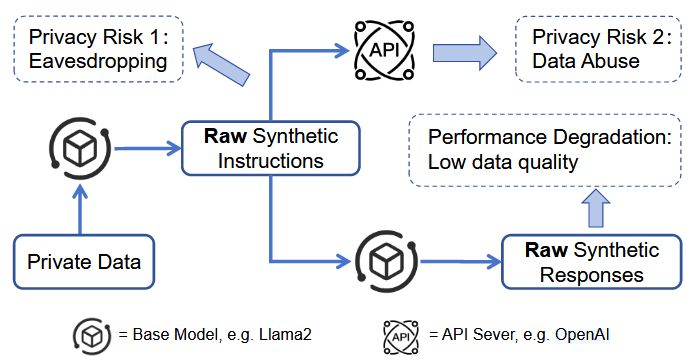 Privacy Risk 1:
Eavesdropping
API
Privacy Risk 2:
Data Abuse
Raw Synthetic
Instructions
Performance Degradation:
Low data quality
Private Data
Raw Synthetic
Responses
= Base Model, e.g. Llama2
API
= API Sever, e.g. OpenAI